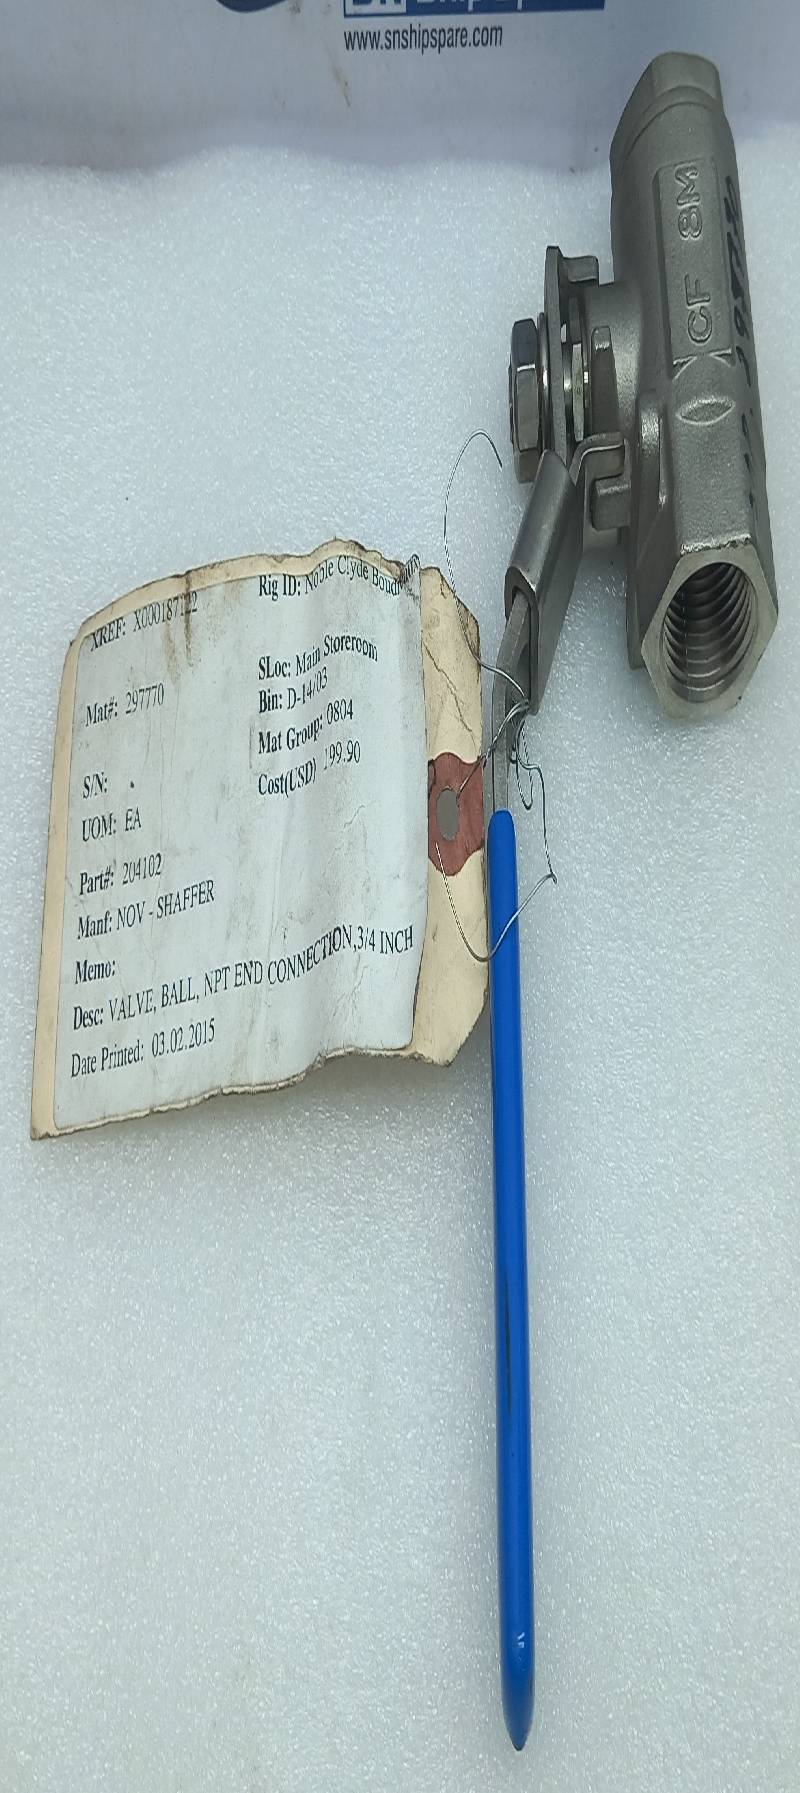 www.snshipspare.com
CF 8M
XREF: X000187122
Rig ID: Noble Clyde Boudreaux
Mat#: 297770
SLoc: Main Storeroom
Bin: D-14/03
Mat Group: 0804
Cost(USD) 199.90
S/N:
UOM: EA
Part#: 204102
Manf: NOV - SHAFFER
Memo:
Desc: VALVE, BALL, NPT END CONNECTION,3/4 INCH
Date Printed: 03.02.2015